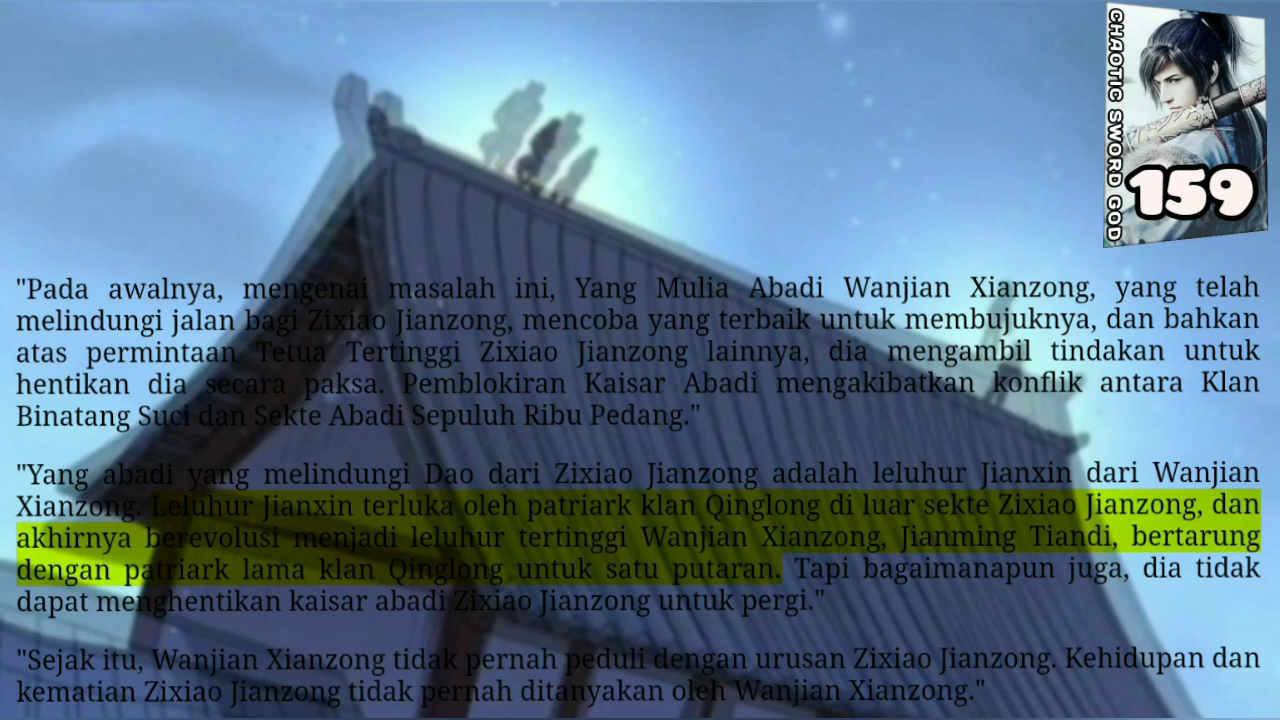 CHAOTIC SWORD GOD
159
"Pada awalnya, mengenai masalah ini, Yang Mulia Abadi Wanjian Xianzong, yang telah
melindungi jalan bagi Zixiao Jianzong, mencoba yang terbaik untuk membujuknya, dan bahkan
atas permintaan Tetua Tertinggi Zixiao Jianzong lainnya, dia mengambil tindakan untuk
hentikan dia secara paksa. Pemblokiran Kaisar Abadi mengakibatkan konflik antara Klan
Binatang Suci dan Sekte Abadi Sepuluh Ribu Pedang."
"Yang abadi yang melindungi Dao dari Zixiao Jianzong adalah leluhur Jianxin dari Wanjian
Xianzong. Leluhur Jianxin terluka oleh patriark klan Qinglong di luar sekte Zixiao Jianzong, dan
akhirnya berevolusi menjadi leluhur tertinggi Wanjian Xianzong, Jianming Tiandi, bertarung
dengan patriark lama klan Qinglong untuk satu putaran. Tapi bagaimanapun juga, dia tidak
dapat menghentikan kaisar abadi Zixiao Jianzong untuk pergi."
"Sejak itu, Wanjian Xianzong tidak pernah peduli dengan urusan Zixiao Jianzong. Kehidupan dan
kematian Zixiao Jianzong tidak pernah ditanyakan oleh Wanjian Xianzong."